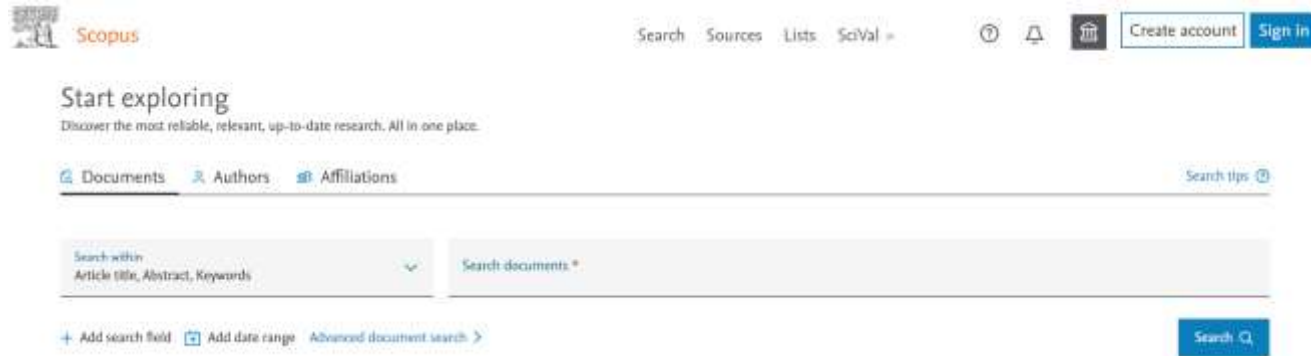 Scopus
Search Sources Lists SciVal
Create account Sign in
Start exploring
Discover the most reliable, relevant, up-to-date research. All in one place.
Documents Authors Affiliations
Search tips
Search within
Article title, Abstract, Keywords
Search documents *
+ Add search field Add date range Advanced document search >
Search